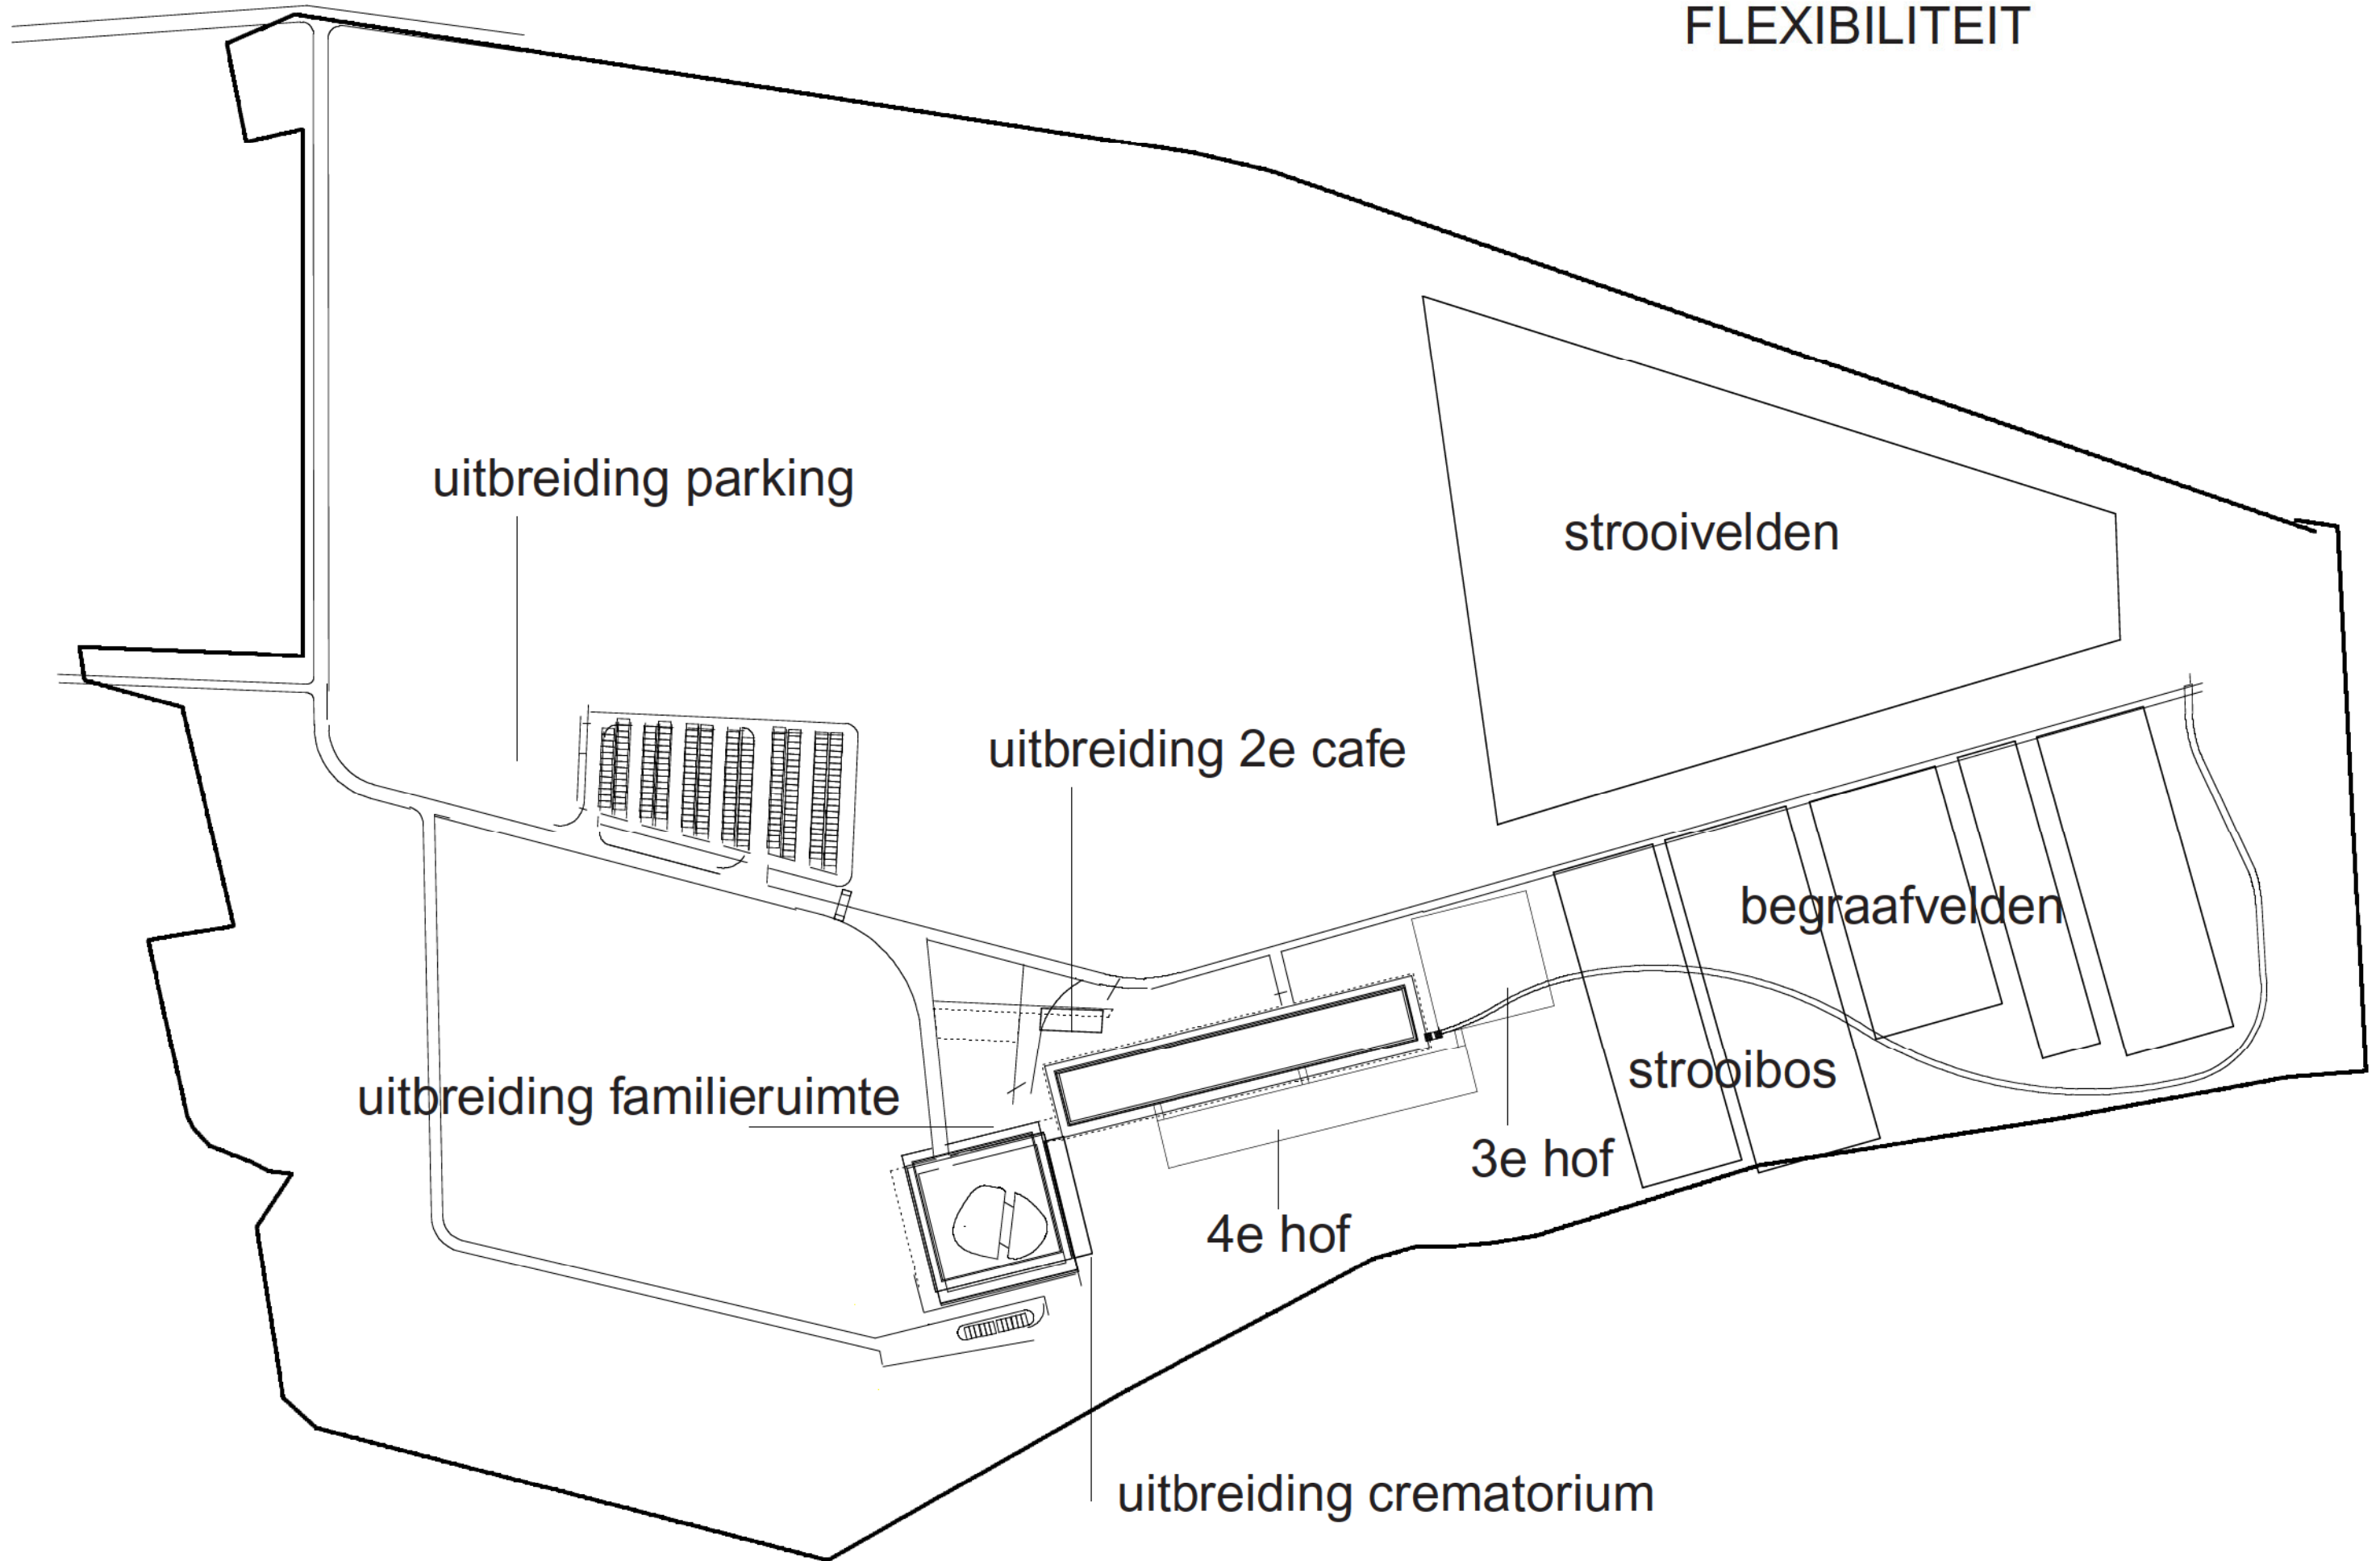 FLEXIBILITEIT
uitbreiding parking
strooivelden
uitbreiding 2e cafe
begraafvelden
strooibos
uitbreiding familieruimte
3e hof
4e hof
uitbreiding crematorium